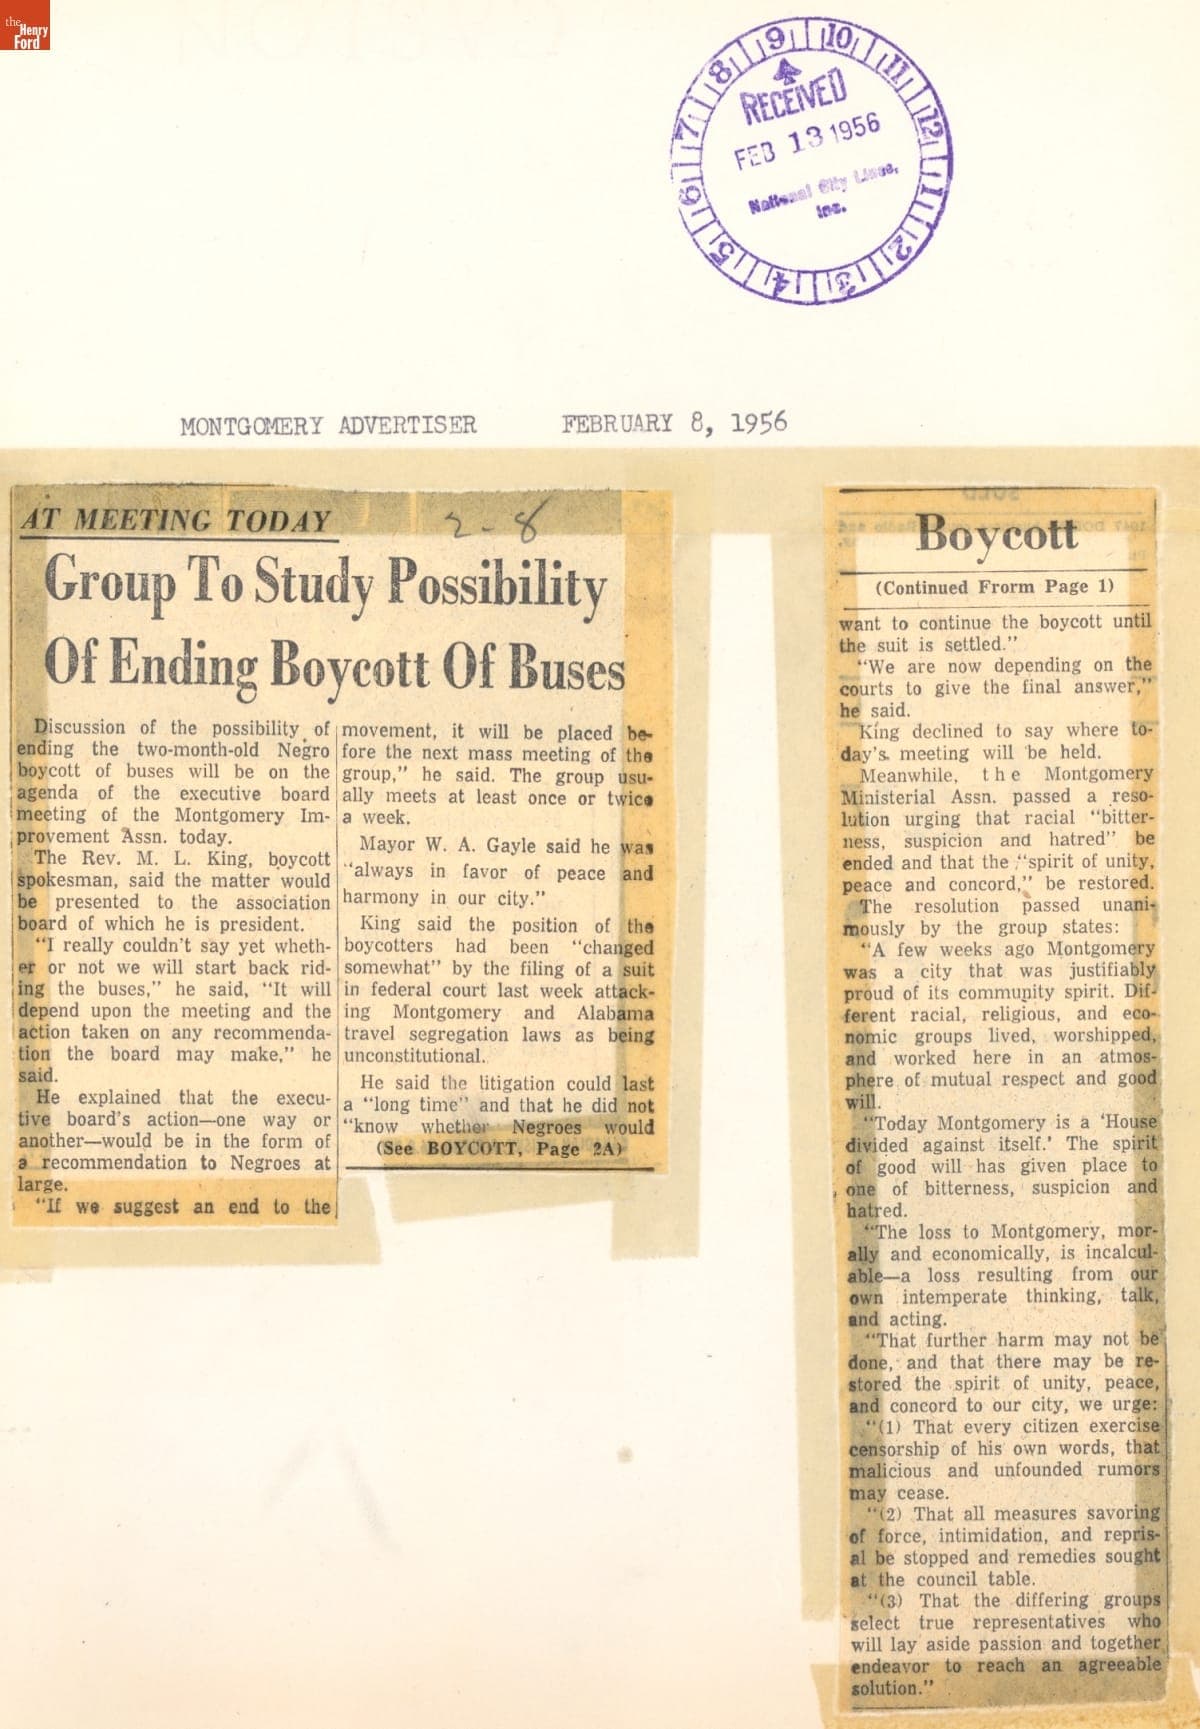 the
Henry
Ford
9 10 11 12 1 2 3 4 5 6 7 8
RECEIVED
FEB 13 1956
National City Lines,
Inc.
MONTGOMERY ADVERTISER FEBRUARY 8, 1956
AT MEETING TODAY
2-8
Group To Study Possibility
Of Ending Boycott Of Buses
Discussion of the possibility of
ending the two-month-old Negro
boycott of buses will be on the
agenda of the executive board
meeting of the Montgomery Im-
provement Assn. today.
The Rev. M. L. King, boycott
spokesman, said the matter would
be presented to the association
board of which he is president.
"I really couldn't say yet wheth-
er or not we will start back rid-
ing the buses," he said, "It will
depend upon the meeting and the
action taken on any recommenda-
tion the board may make," he
said.
He explained that the execu-
tive board's action—one way or
another—would be in the form of
a recommendation to Negroes at
large.
"If we suggest an end to the
movement, it will be placed be-
fore the next mass meeting of the
group," he said. The group usu-
ally meets at least once or twice
a week.
Mayor W. A. Gayle said he was
"always in favor of peace and
harmony in our city."
King said the position of the
boycotters had been "changed
somewhat" by the filing of a suit
in federal court last week attack-
ing Montgomery and Alabama
travel segregation laws as being
unconstitutional.
He said the litigation could last
a "long time" and that he did not
"know whether Negroes would
(See BOYCOTT, Page 2A)
Boycott
(Continued Frorm Page 1)
want to continue the boycott until
the suit is settled."
"We are now depending on the
courts to give the final answer,"
he said.
King declined to say where to-
day's meeting will be held.
Meanwhile, the Montgomery
Ministerial Assn. passed a reso-
lution urging that racial "bitter-
ness, suspicion and hatred" be
ended and that the "spirit of unity,
peace and concord," be restored.
The resolution passed unani-
mously by the group states:
"A few weeks ago Montgomery
was a city that was justifiably
proud of its community spirit. Dif-
ferent racial, religious, and eco-
nomic groups lived, worshipped,
and worked here in an atmos-
phere of mutual respect and good
will.
"Today Montgomery is a 'House
divided against itself.' The spirit
of good will has given place to
one of bitterness, suspicion and
hatred.
"The loss to Montgomery, mor-
ally and economically, is incalcul-
able—a loss resulting from our
own intemperate thinking, talk,
and acting.
"That further harm may not be
done, and that there may be re-
stored the spirit of unity, peace,
and concord to our city, we urge:
"(1) That every citizen exercise
censorship of his own words, that
malicious and unfounded rumors
may cease.
"(2) That all measures savoring
of force, intimidation, and repris-
al be stopped and remedies sought
at the council table.
"(3) That the differing groups
select true representatives who
will lay aside passion and together
endeavor to reach an agreeable
solution."